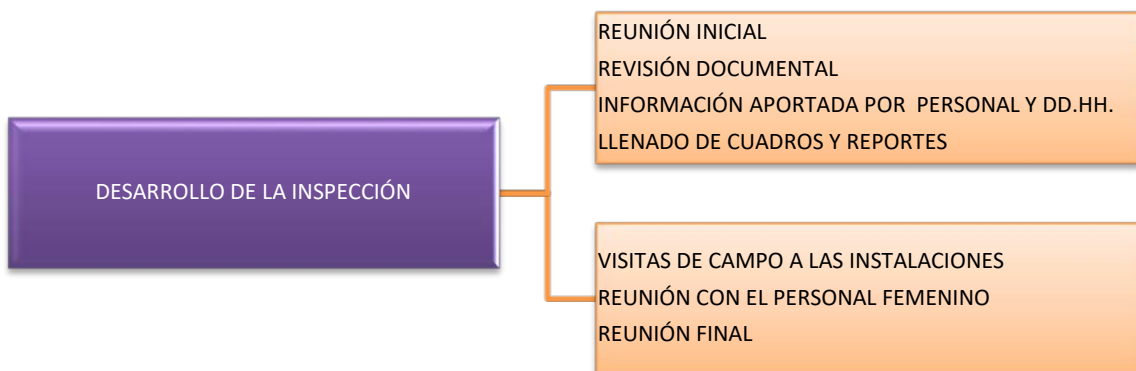 DESARROLLO DE LA INSPECCIÓN
REUNIÓN INICIAL
REVISIÓN DOCUMENTAL
INFORMACIÓN APORTADA POR PERSONAL Y DD.HH.
LLENADO DE CUADROS Y REPORTES
VISITAS DE CAMPO A LAS INSTALACIONES
REUNIÓN CON EL PERSONAL FEMENINO
REUNIÓN FINAL